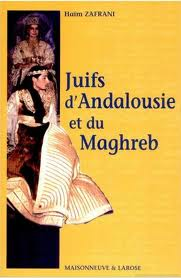 Haïm ZAFRANI
Juifs
d'Andalousie
et du
Maghreb
MAISONNEUVE & LAROSE